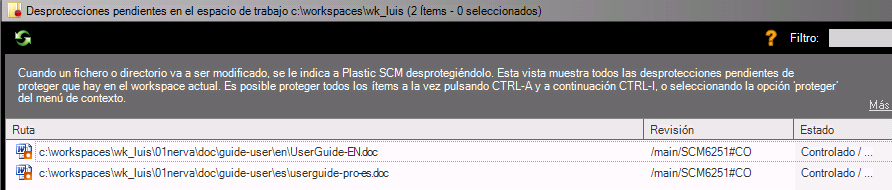 Desprotecciones pendientes en el espacio de trabajo c:\workspaces\wk_luis (2 Ítems - 0 seleccionados)
? Filtro:
Cuando un fichero o directorio va a ser modificado, se le indica a Plastic SCM desprotegiéndolo. Esta vista muestra todos las desprotecciones pendientes de
proteger que hay en el workspace actual. Es posible proteger todos los ítems a la vez pulsando CTRL-A y a continuación CTRL-I, o seleccionando la opción 'proteger'
del menú de contexto.
Más
Ruta Revisión Estado
c:\workspaces\wk_luis\01nerva\doc\guide-user\en\UserGuide-EN.doc /main/SCM6251#CO Controlado / ...
c:\workspaces\wk_luis\01nerva\doc\guide-user\es\userguide-pro-es.doc /main/SCM6251#CO Controlado / ...